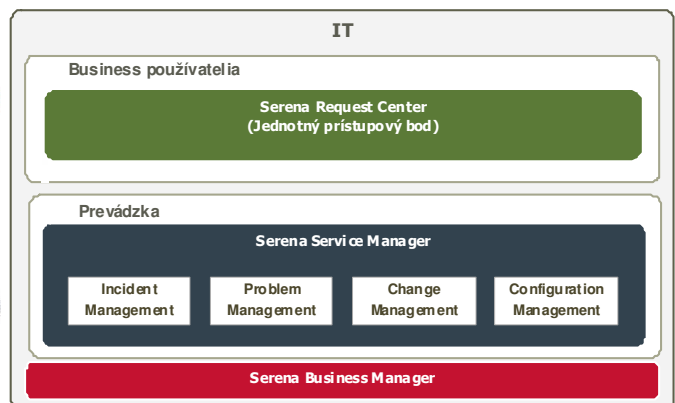 IT
Business používatelia
Serena Request Center
(Jednotný prístupový bod)
Prevádzka
Serena Service Manager
Incident
Management
Problem
Management
Change
Management
Configuration
Management
Serena Business Manager